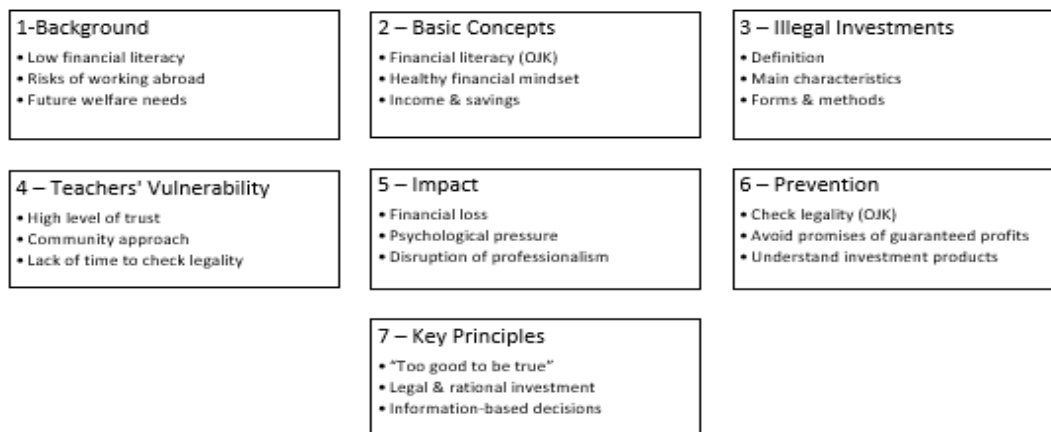 1-Background
• Low financial literacy
• Risks of working abroad
• Future welfare needs
2 – Basic Concepts
• Financial literacy (OJK)
• Healthy financial mindset
• Income & savings
3 – Illegal Investments
• Definition
• Main characteristics
• Forms & methods
4 – Teachers' Vulnerability
• High level of trust
• Community approach
• Lack of time to check legality
5 – Impact
• Financial loss
• Psychological pressure
• Disruption of professionalism
6 – Prevention
• Check legality (OJK)
• Avoid promises of guaranteed profits
• Understand investment products
7 – Key Principles
• “Too good to be true”
• Legal & rational investment
• Information-based decisions